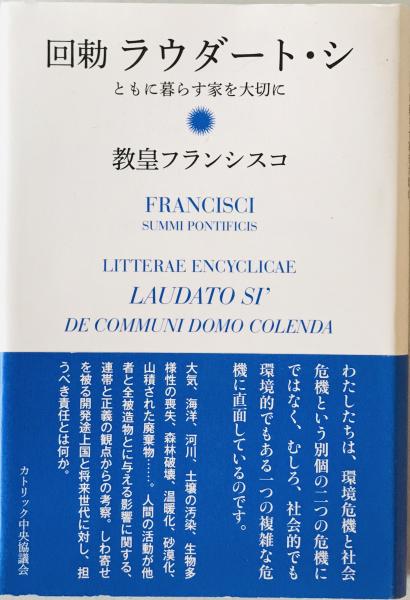 回勅 ラウダート・シ
ともに暮らす家を大切に
教皇フランシスコ
FRANCISCI
SUMMI PONTIFICIS
LITTERAE ENCYCLICAE
LAUDATO SI’
DE COMMUNI DOMO COLENDA
わたしたちは、環境危機と社会
危機という別個の二つの危機に
ではなく、むしろ、社会的でも
環境的でもある一つの複雑な危
機に直面しているのです。
大気、海洋、河川、土壌の汚染、生物多
様性の喪失、森林破壊、温暖化、砂漠化、
山積された廃棄物……。人間の活動が他
者と全被造物とに与える影響に関する、
連帯と正義の観点からの考察。しわ寄せ
を被る開発途上国と将来世代に対し、担
うべき責任とは何か。
カトリック中央協議会